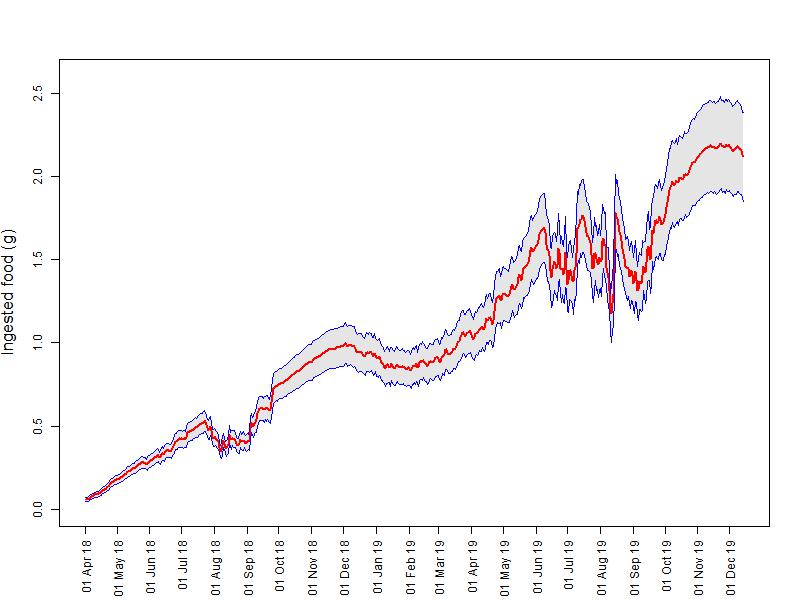 Ingested food (g)
2.5
2.0
1.5
1.0
0.5
0.0
01 Apr 18
01 May 18
01 Jun 18
01 Jul 18
01 Aug 18
01 Sep 18
01 Oct 18
01 Nov 18
01 Dec 18
01 Jan 19
01 Feb 19
01 Mar 19
01 Apr 19
01 May 19
01 Jun 19
01 Jul 19
01 Aug 19
01 Sep 19
01 Oct 19
01 Nov 19
01 Dec 19